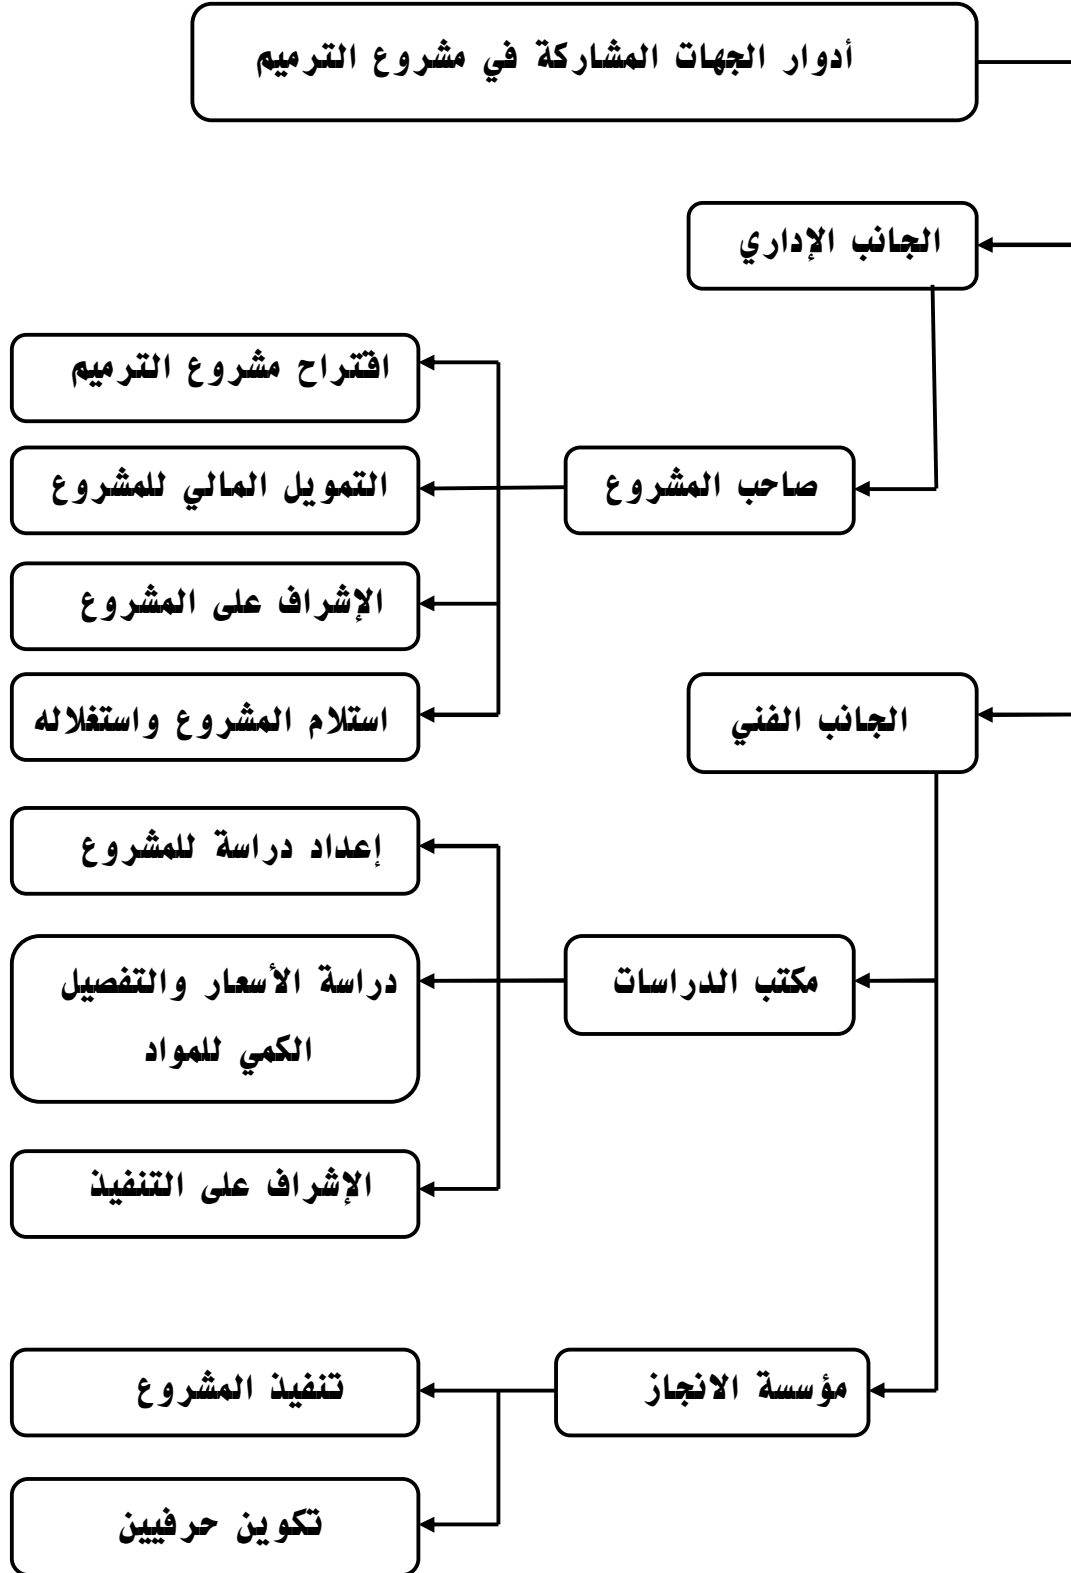 أدوار الجهات المشاركة في مشروع الترميم
الجانب الإداري
صاحب المشروع
اقتراح مشروع الترميم
التمويل المالي للمشروع
الإشراف على المشروع
استلام المشروع واستغلاله
الجانب الفني
مكتب الدراسات
إعداد دراسة للمشروع
دراسة الأسعار والتفصيل
الكمي للمواد
الإشراف على التنفيذ
مؤسسة الانجاز
تنفيذ المشروع
تكوين حرفيين